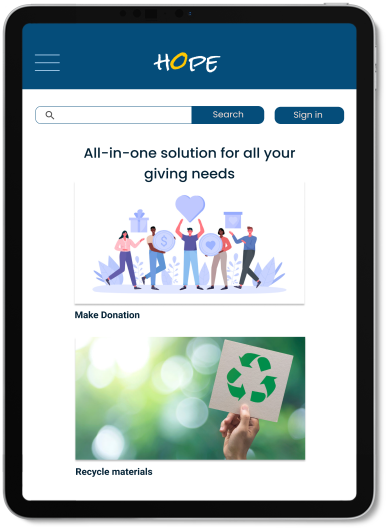 HOPE
Search
Sign in
All-in-one solution for all your
giving needs
$
Make Donation
Recycle materials